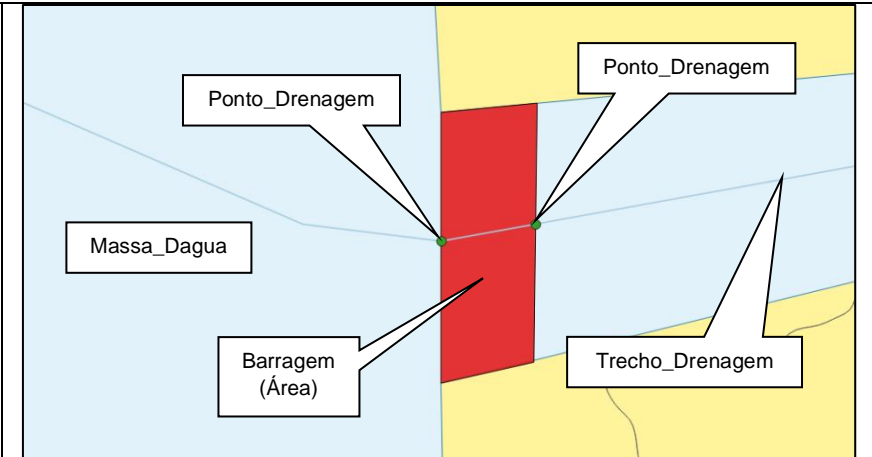 Ponto_Drenagem
Ponto_Drenagem
Massa_Dagua
Barragem
(Área)
Trecho_Drenagem